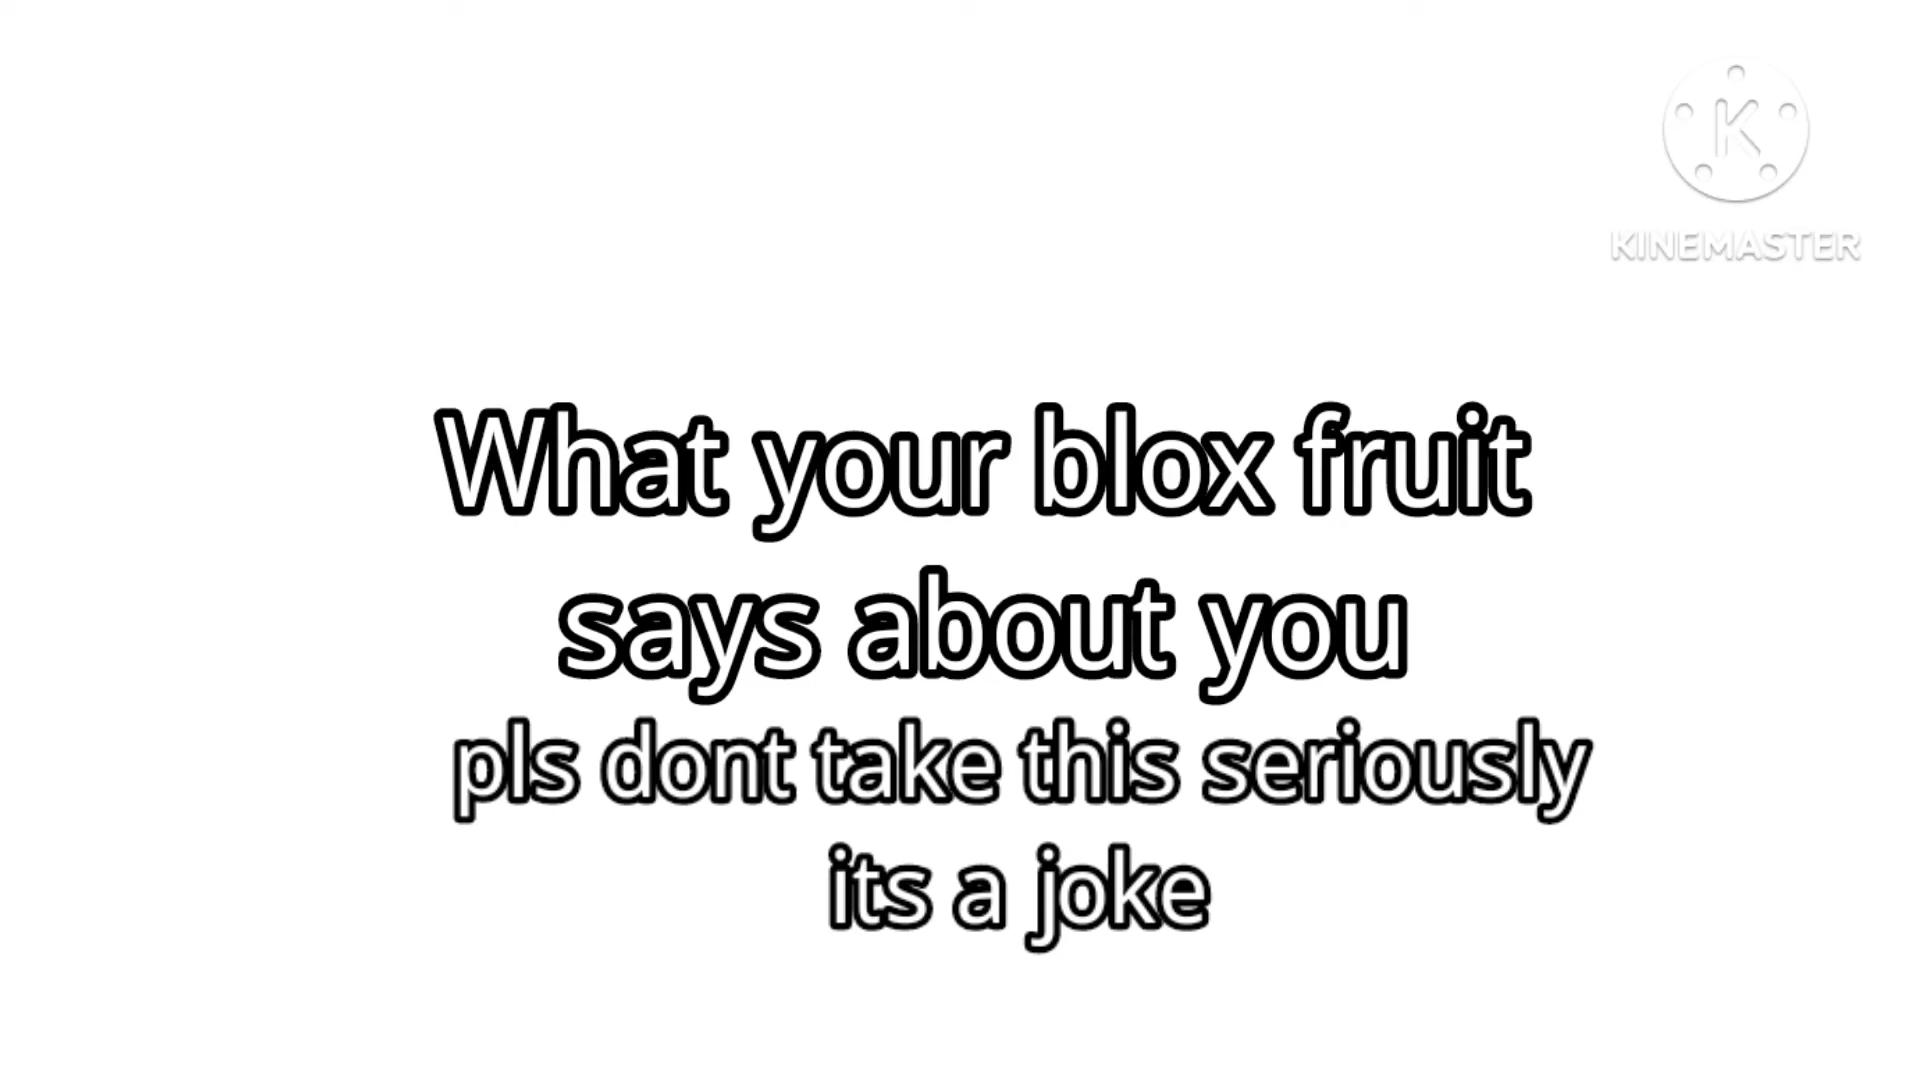 K
KINEMASTER
What your blox fruit
says about you
pls dont take this seriously
its a joke